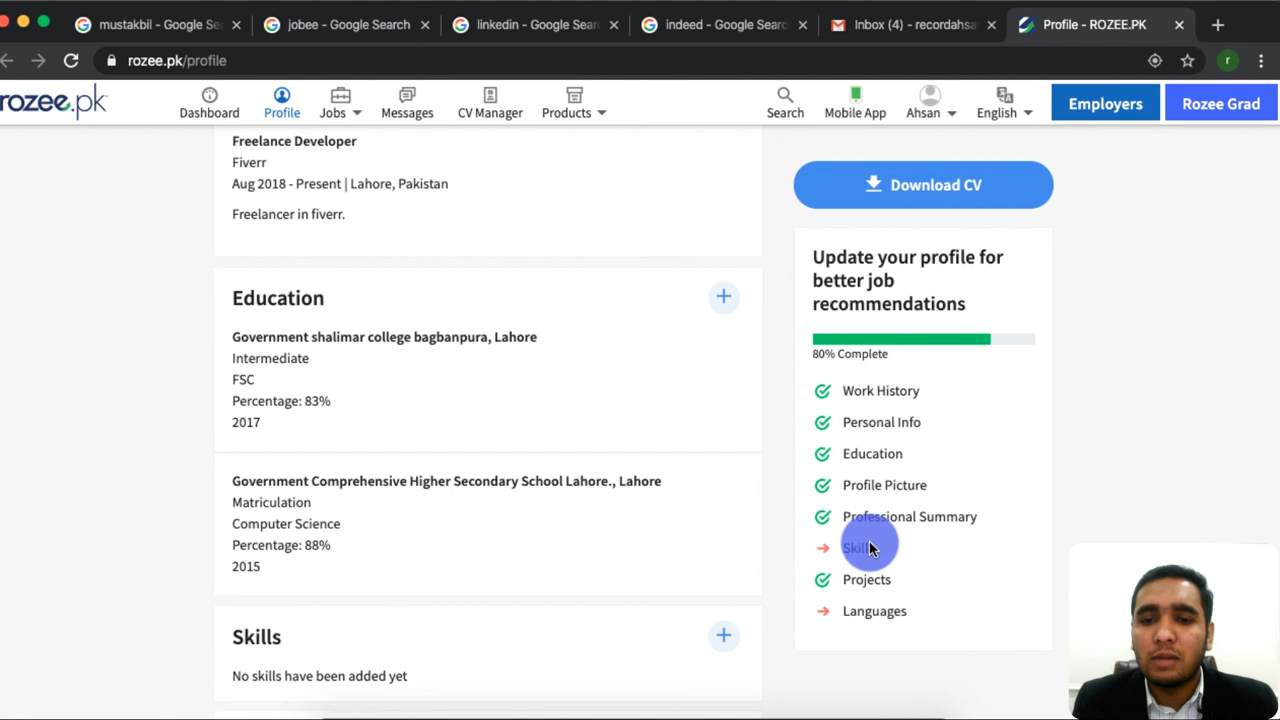 mustakbil - Google Se
jobee - Google Search
linkedin - Google Sear
indeed - Google Searc
Inbox (4) - recordahsa
Profile - ROZEE.PK
rozee.pk/profile
r
rozee.pk
Dashboard
Profile
Jobs
Messages
CV Manager
Products
Search
Mobile App
Ahsan
English
Employers
Rozee Grad
Freelance Developer
Fiverr
Aug 2018 - Present | Lahore, Pakistan
Freelancer in fiverr.
Education
Government shalimar college bagbanpura, Lahore
Intermediate
FSC
Percentage: 83%
2017
Government Comprehensive Higher Secondary School Lahore., Lahore
Matriculation
Computer Science
Percentage: 88%
2015
Skills
No skills have been added yet
Download CV
Update your profile for
better job
recommendations
80% Complete
Work History
Personal Info
Education
Profile Picture
Professional Summary
Skills
Projects
Languages